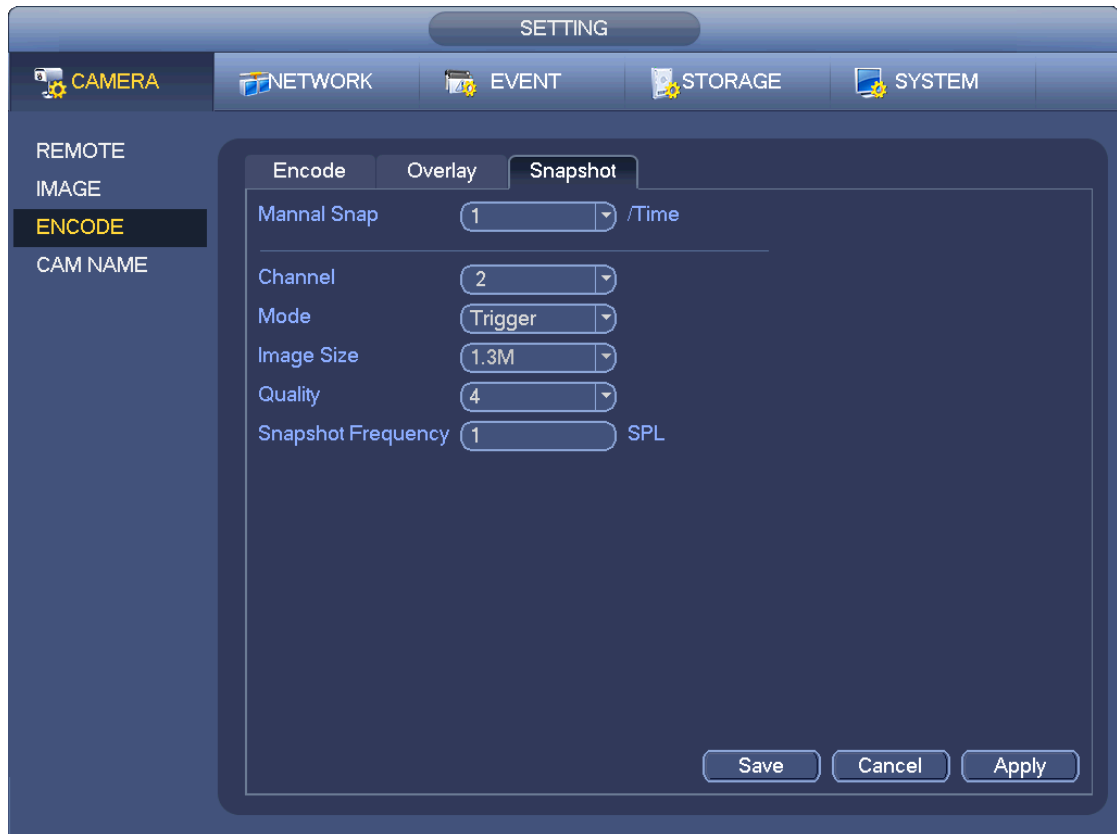 SETTING
CAMERA NETWORK EVENT STORAGE SYSTEM
REMOTE
IMAGE
ENCODE
CAM NAME
Encode Overlay Snapshot
Mannal Snap 1 /Time
Channel 2
Mode Trigger
Image Size 1.3M
Quality 4
Snapshot Frequency 1 SPL
Save Cancel Apply